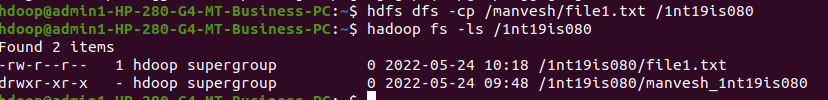 hdoop@admin1-HP-280-G4-MT-Business-PC:~$ hdfs dfs -cp /manvesh/file1.txt /1nt19is080
hdoop@admin1-HP-280-G4-MT-Business-PC:~$ hadoop fs -ls /1nt19is080
Found 2 items
-rw-r--r--   1 hdoop supergroup          0 2022-05-24 10:18 /1nt19is080/file1.txt
drwxr-xr-x   - hdoop supergroup          0 2022-05-24 09:48 /1nt19is080/manvesh_1nt19is080
hdoop@admin1-HP-280-G4-MT-Business-PC:~$